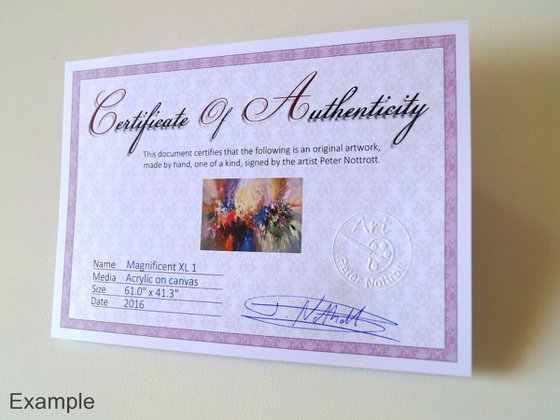 Certificate Of Authenticity
This document certifies that the following is an original artwork,
made by hand, one of a kind, signed by the artist Peter Nottrott.
Art
Peter Nottrott
Name Magnificent XL 1
Media Acrylic on canvas
Size 61.0" x 41.3"
Date 2016
Example